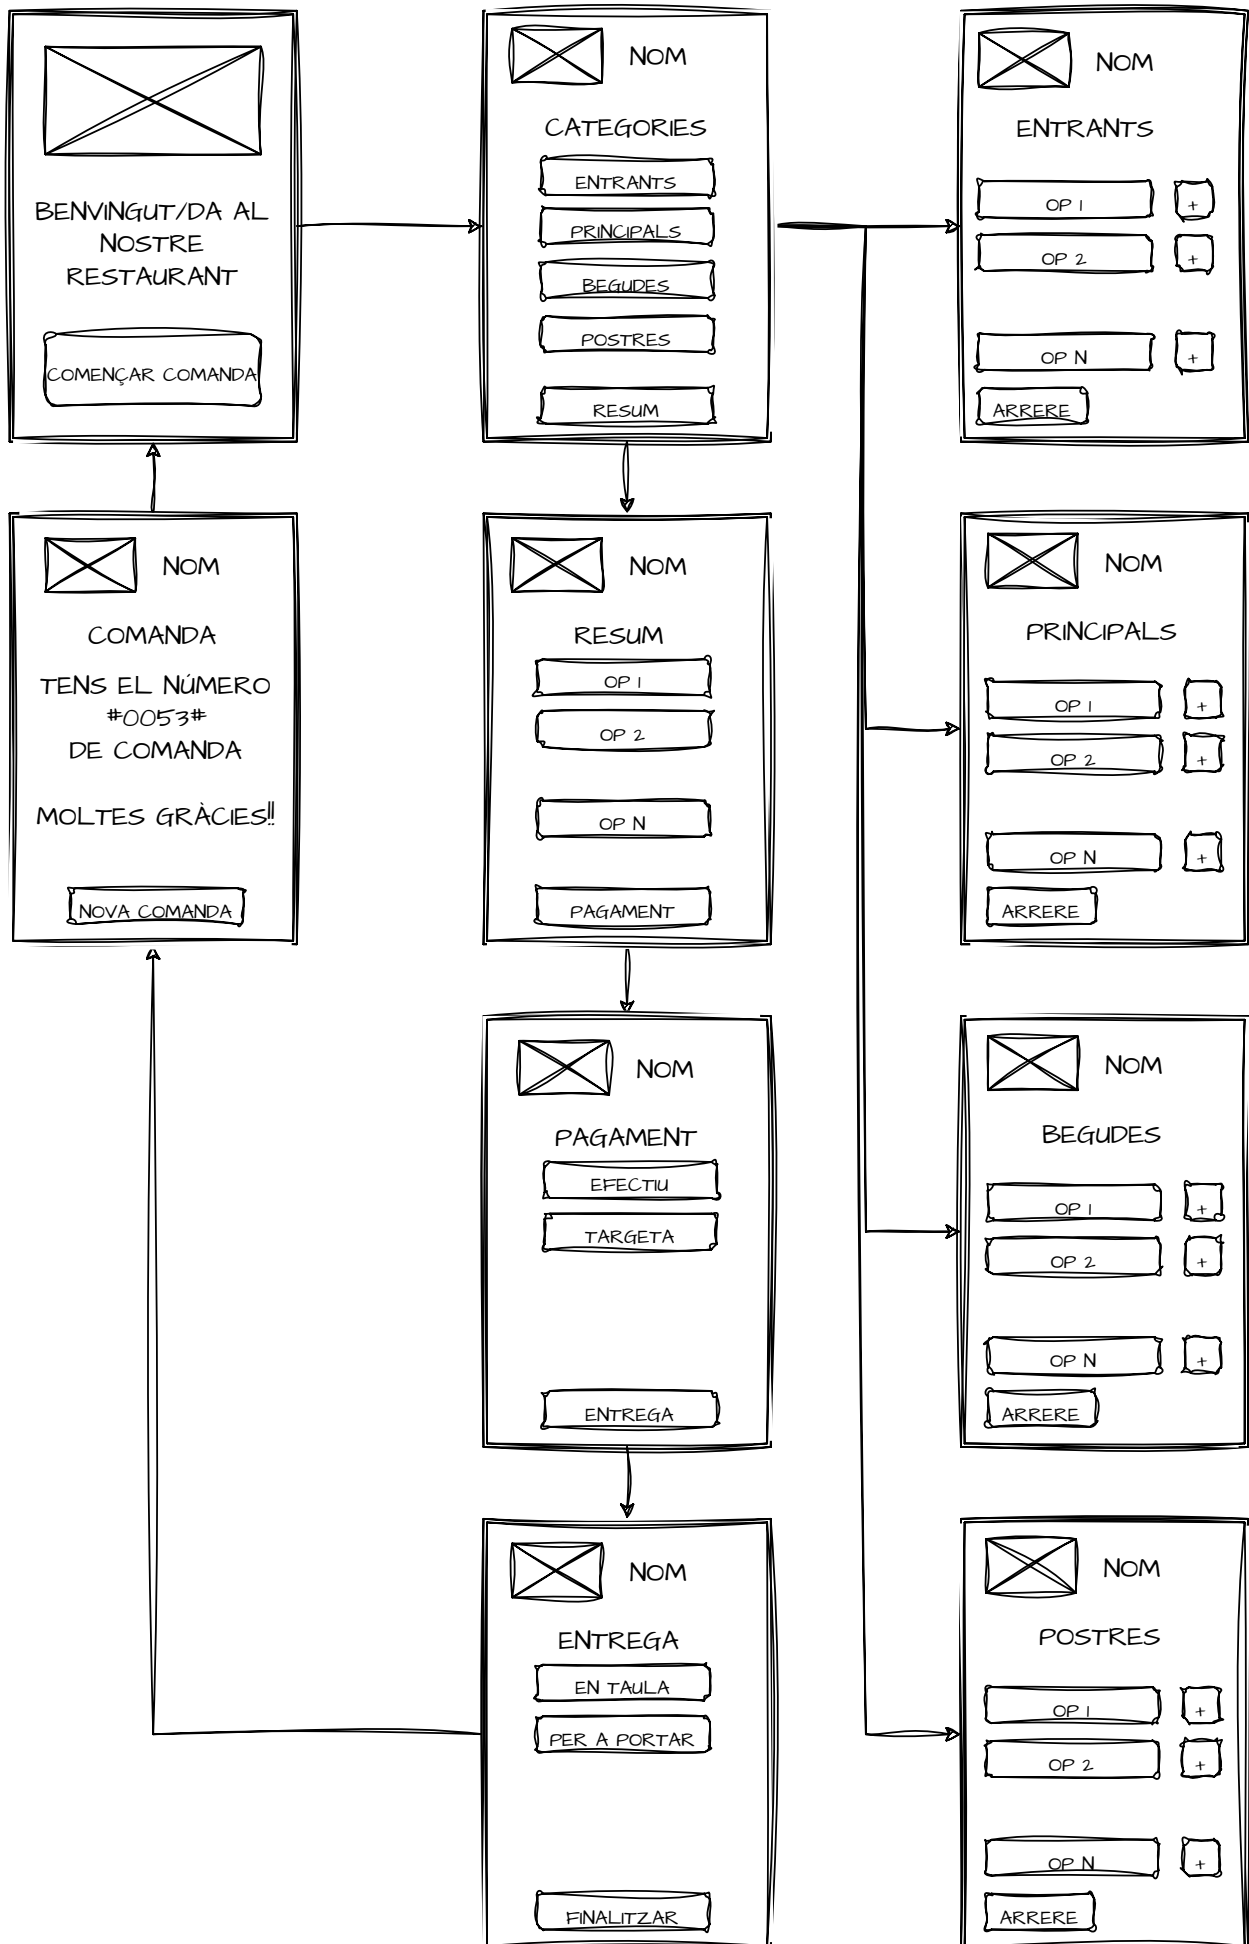 BENVINGUT/DA AL
NOSTRE
RESTAURANT
COMENÇAR COMANDA
NOM
CATEGORIES
ENTRANTS
PRINCIPALS
BEGUDES
POSTRES
RESUM
NOM
ENTRANTS
OP 1
+
OP 2
+
OP N
+
ARRERE
NOM
COMANDA
TENS EL NÚMERO
#0053#
DE COMANDA
MOLTES GRÀCIES!!
NOVA COMANDA
NOM
RESUM
OP 1
OP 2
OP N
PAGAMENT
NOM
PRINCIPALS
OP 1
+
OP 2
+
OP N
+
ARRERE
NOM
PAGAMENT
EFECTIU
TARGETA
ENTREGA
NOM
BEGUDES
OP 1
+
OP 2
+
OP N
+
ARRERE
NOM
ENTREGA
EN TAULA
PER A PORTAR
FINALITZAR
NOM
POSTRES
OP 1
+
OP 2
+
OP N
+
ARRERE